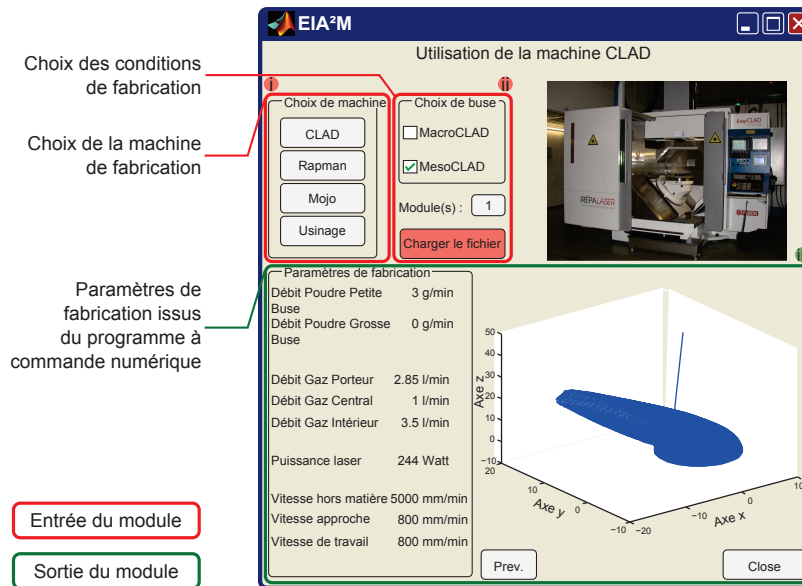 EIA²M
Utilisation de la machine CLAD
Choix des conditions
de fabrication
Choix de la machine
de fabrication
Paramètres de
fabrication issus
du programme à
commande numérique
Entrée du module
Sortie du module
i
ii
Choix de machine
CLAD
Rapman
Mojo
Usinage
Choix de buse
MacroCLAD
MesoCLAD
Module(s) : 1
Charger le fichier
EasyCLAD
IRÉPALASER
Paramètres de fabrication
Débit Poudre Petite Buse 3 g/min
Débit Poudre Grosse Buse 0 g/min
Débit Gaz Porteur 2.85 l/min
Débit Gaz Central 1 l/min
Débit Gaz Intérieur 3.5 l/min
Puissance laser 244 Watt
Vitesse hors matière 5000 mm/min
Vitesse approche 800 mm/min
Vitesse de travail 800 mm/min
50
40
30
20
10
0
−10
Axe z
20
10
0
−10
Axe y
−20
−10
0
10
Axe x
Prev.
Close